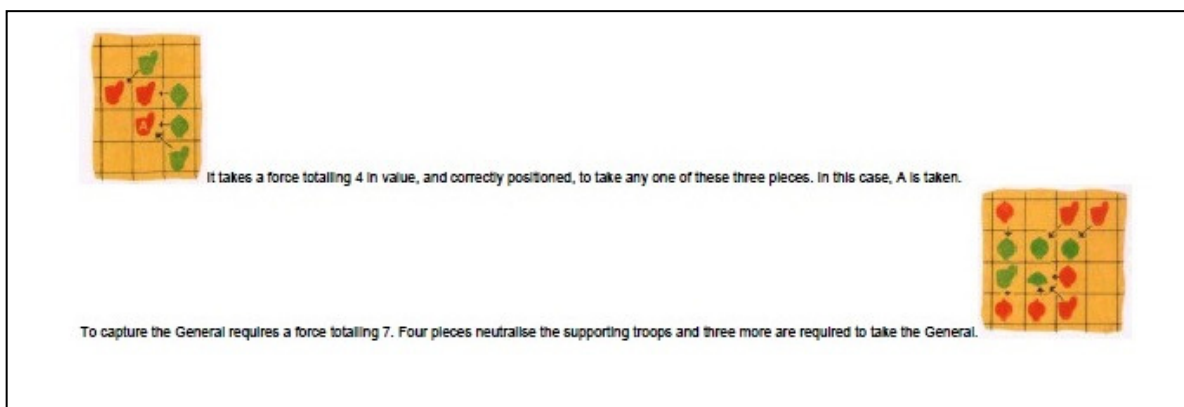 A
It takes a force totalling 4 in value, and correctly positioned, to take any one of these three pieces. In this case, A is taken.
To capture the General requires a force totalling 7. Four pieces neutralise the supporting troops and three more are required to take the General.